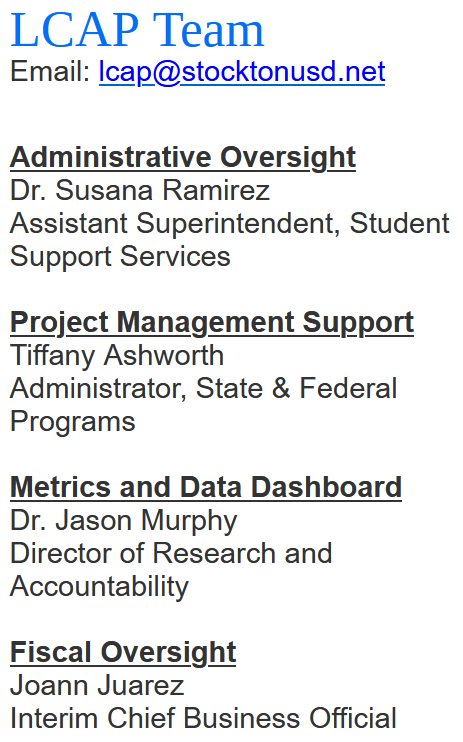 LCAP Team
Email: lcap@stocktonusd.net
Administrative Oversight
Dr. Susana Ramirez
Assistant Superintendent, Student
Support Services
Project Management Support
Tiffany Ashworth
Administrator, State & Federal
Programs
Metrics and Data Dashboard
Dr. Jason Murphy
Director of Research and
Accountability
Fiscal Oversight
Joann Juarez
Interim Chief Business Official